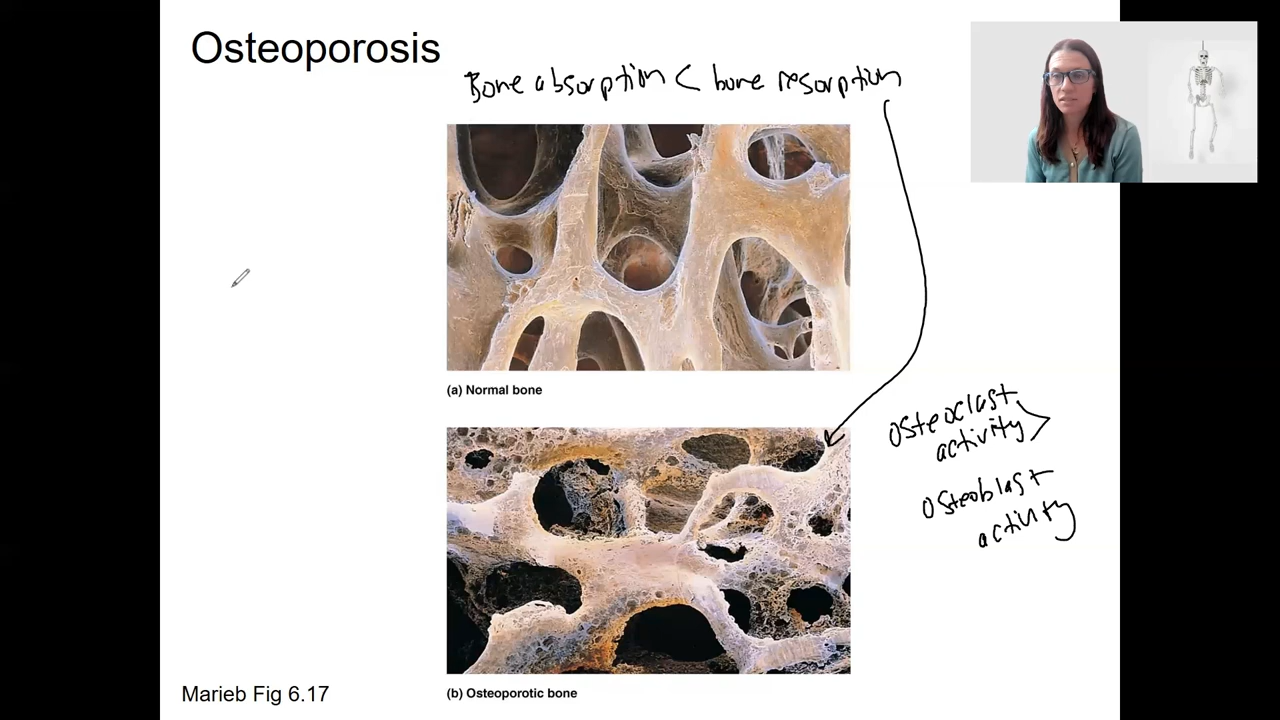 Osteoporosis
Bone absorption < bone resorption
(a) Normal bone
Osteoclast
activity >
Osteoblast
activity
(b) Osteoporotic bone
Marieb Fig 6.17